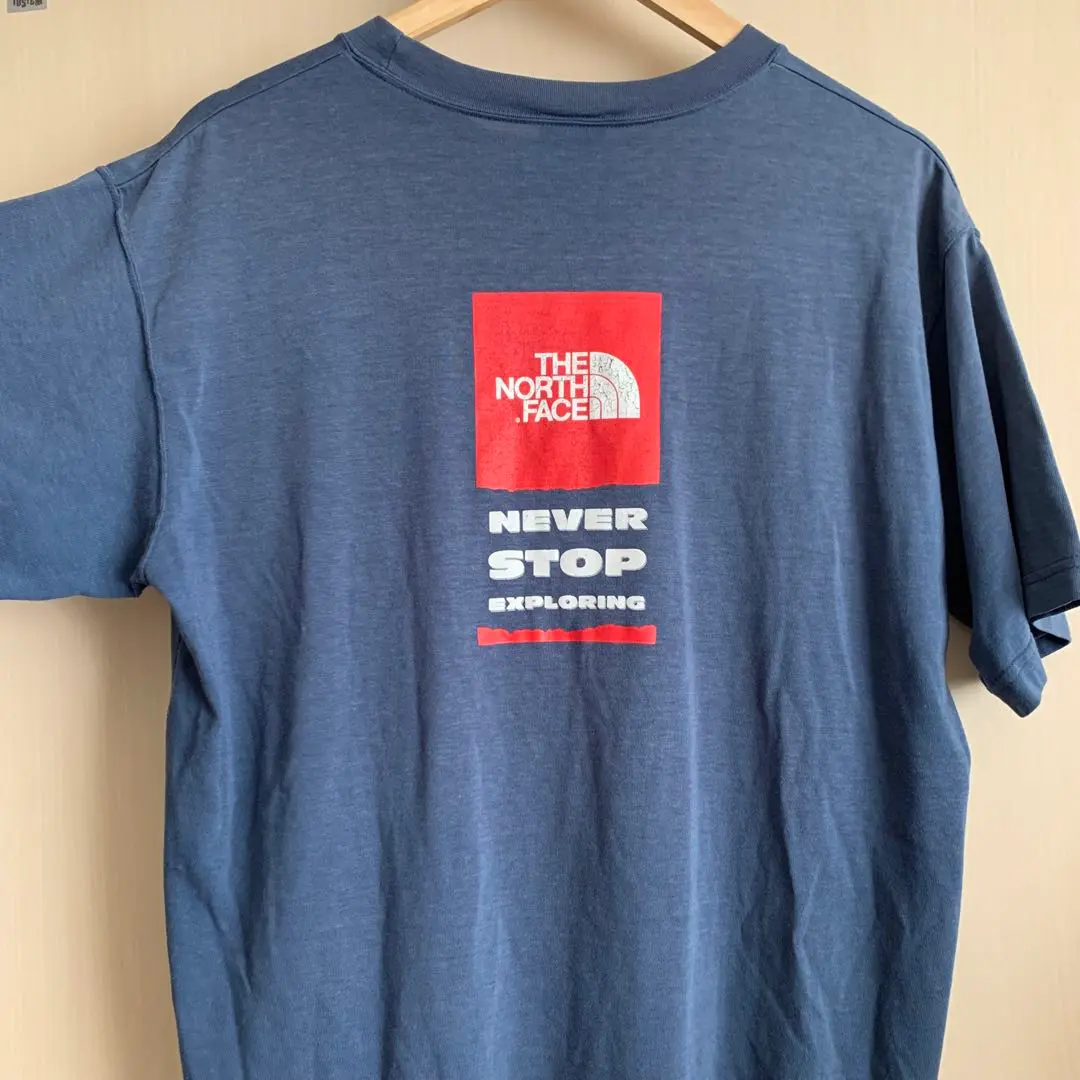 THE
NORTH
.FACE
NEVER
STOP
EXPLORING